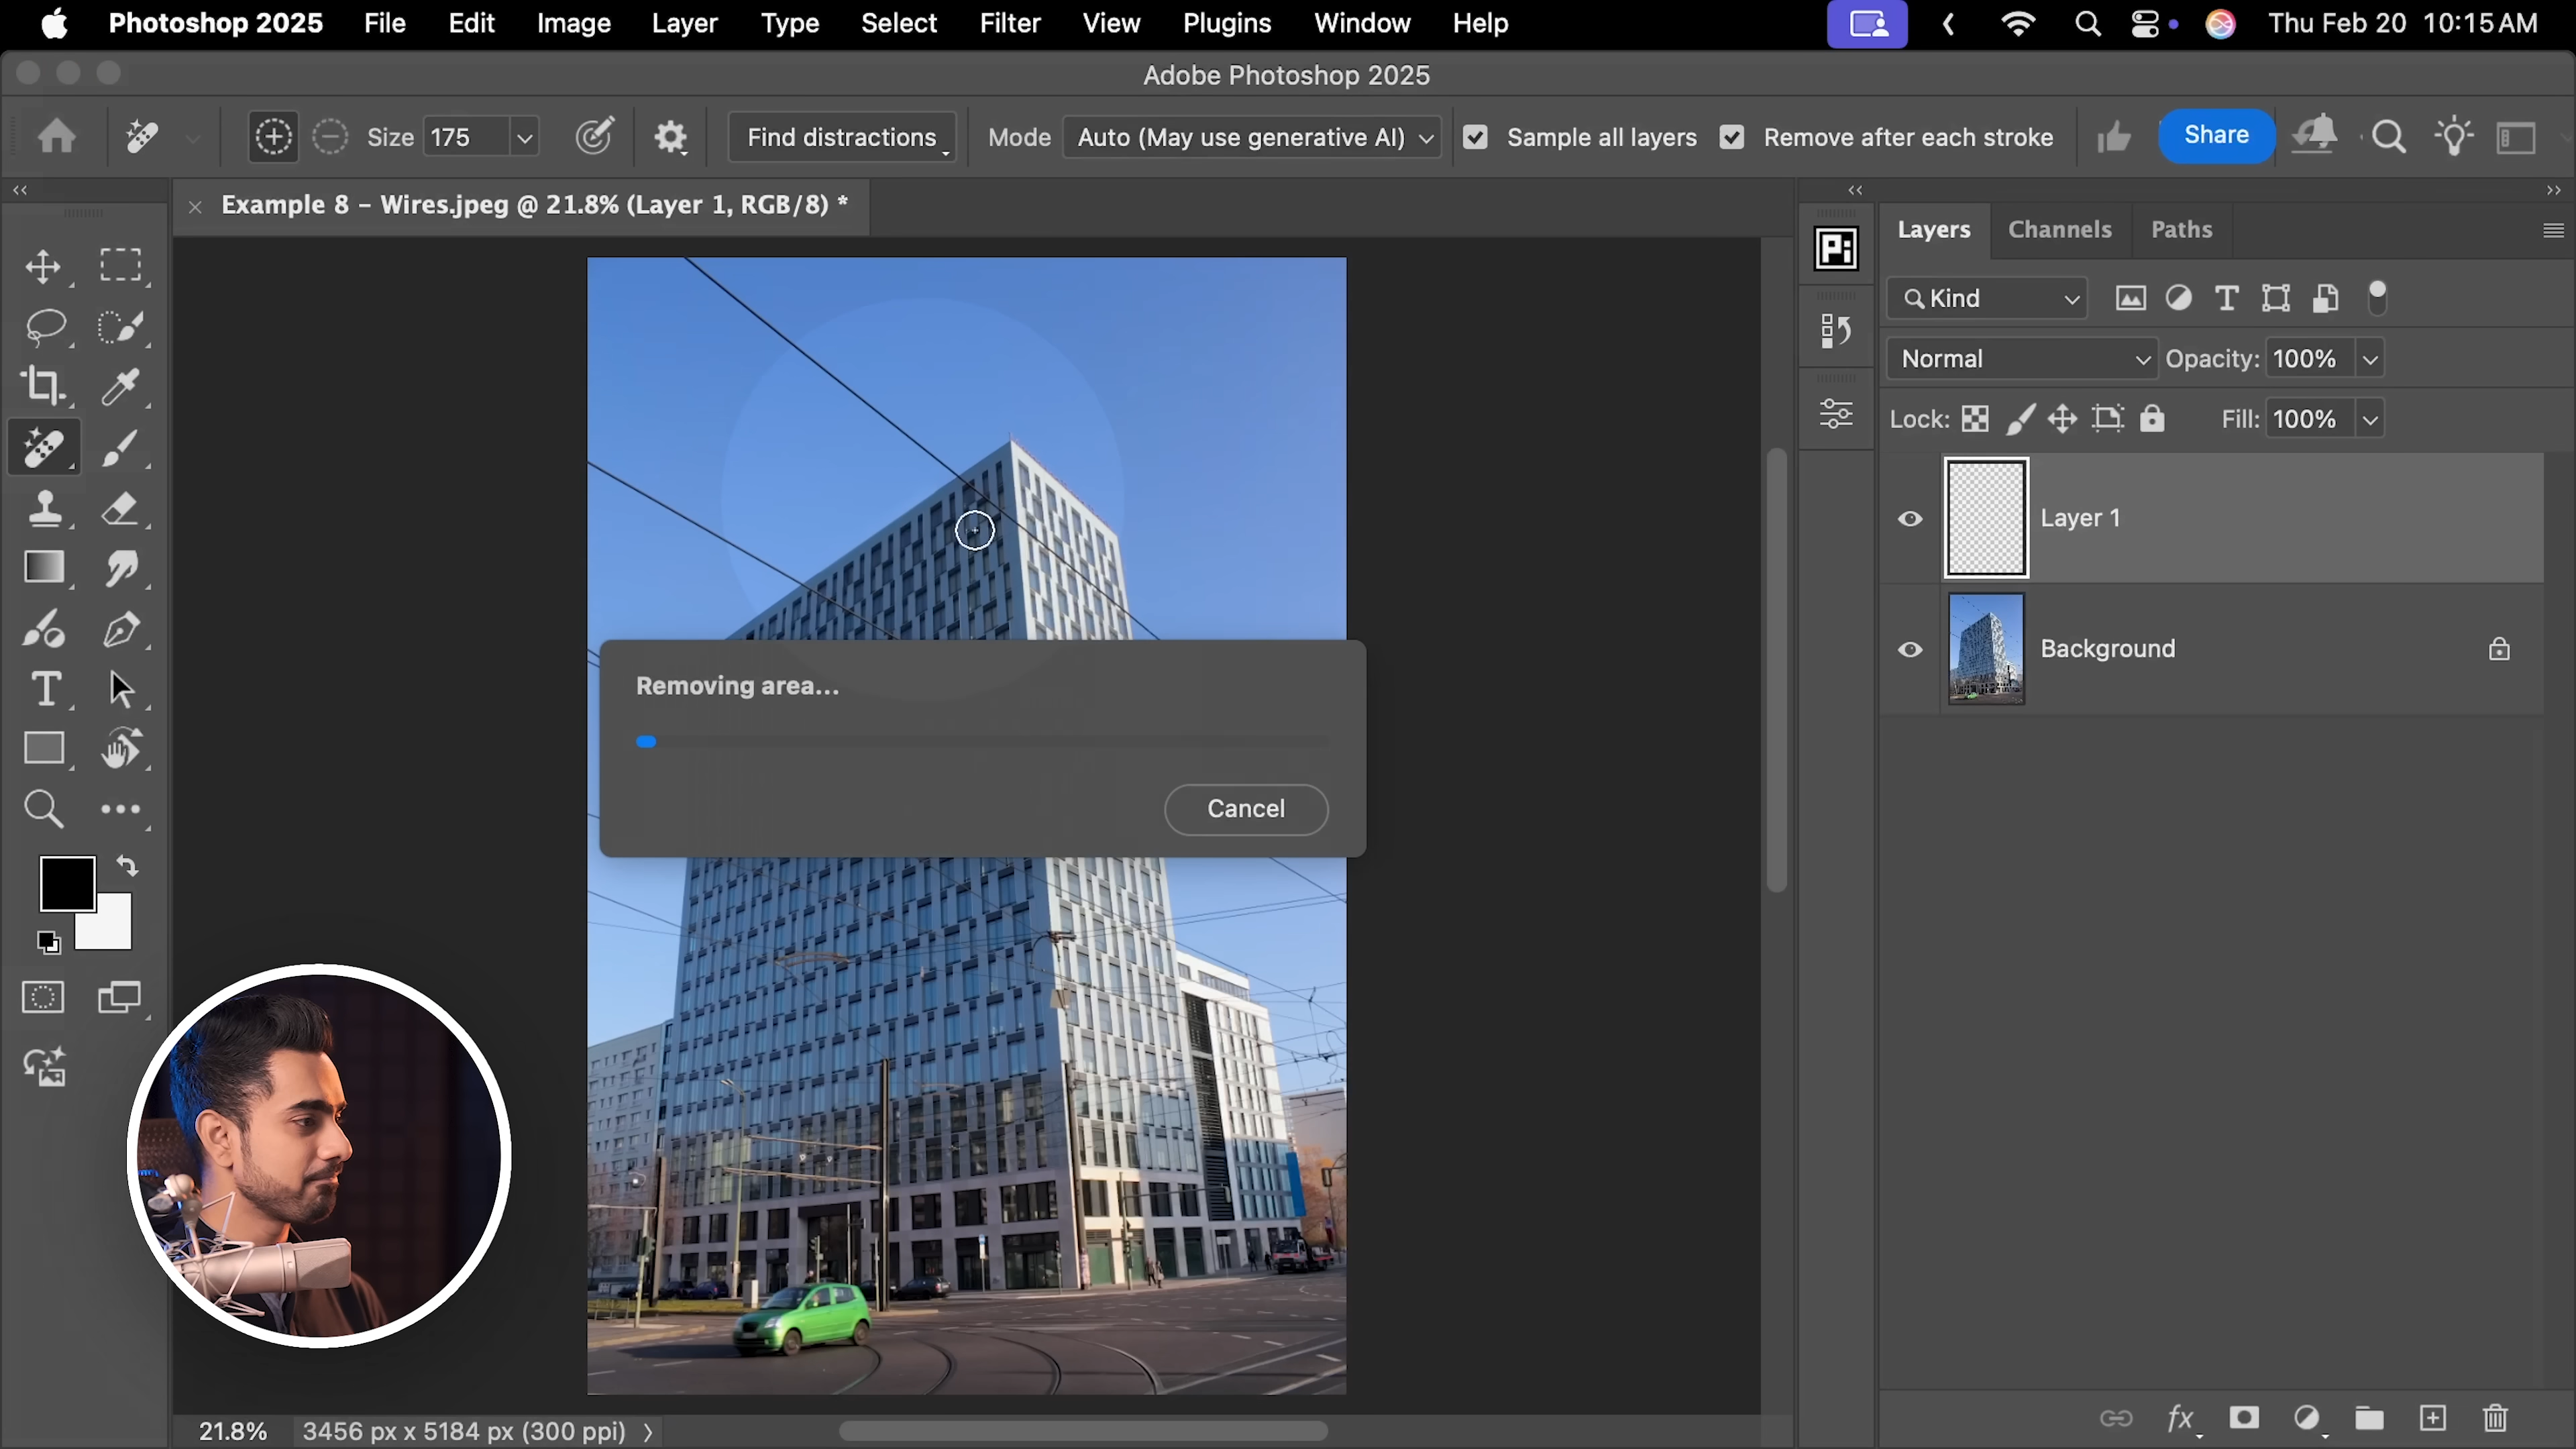 Photoshop 2025 File Edit Image Layer Type Select Filter View Plugins Window Help Thu Feb 20 10:15 AM
Adobe Photoshop 2025
Size 175 Find distractions Mode Auto (May use generative AI) Sample all layers Remove after each stroke Share
Example 8 – Wires.jpeg @ 21.8% (Layer 1, RGB/8) *
Layers Channels Paths
Kind
Normal Opacity: 100%
Lock: Fill: 100%
Layer 1
Background
Removing area...
Cancel
Pi
T
fx
21.8% 3456 px x 5184 px (300 ppi)